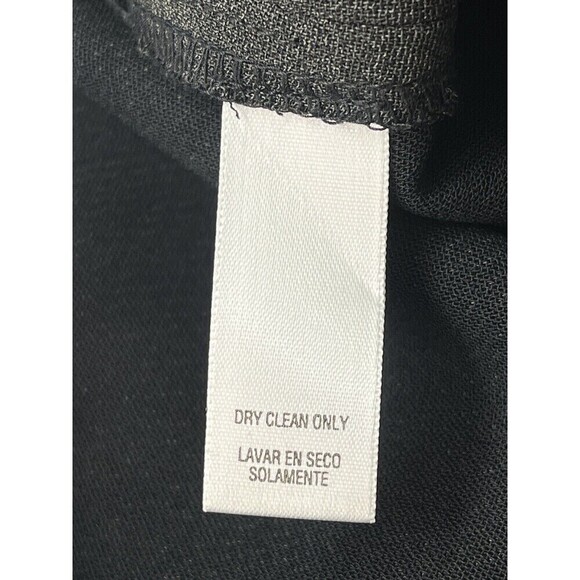 DRY CLEAN ONLY
LAVAR EN SECO
SOLAMENTE